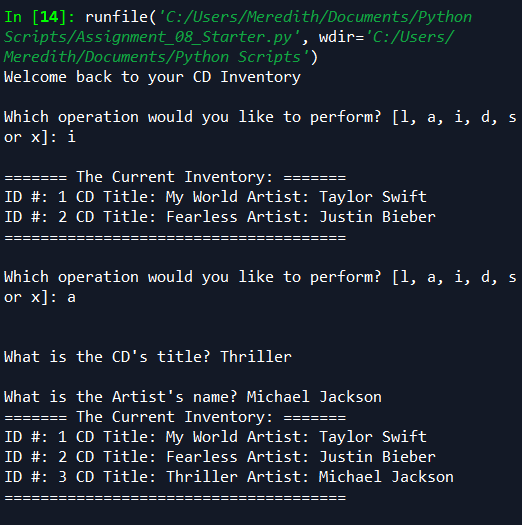 In [14]: runfile('C:/Users/Meredith/Documents/Python
Scripts/Assignment_08_Starter.py', wdir='C:/Users/
Meredith/Documents/Python Scripts')
Welcome back to your CD Inventory
Which operation would you like to perform? [l, a, i, d, s
or x]: i
======= The Current Inventory: =======
ID #: 1 CD Title: My World Artist: Taylor Swift
ID #: 2 CD Title: Fearless Artist: Justin Bieber
======================================
Which operation would you like to perform? [l, a, i, d, s
or x]: a
What is the CD's title? Thriller
What is the Artist's name? Michael Jackson
======= The Current Inventory: =======
ID #: 1 CD Title: My World Artist: Taylor Swift
ID #: 2 CD Title: Fearless Artist: Justin Bieber
ID #: 3 CD Title: Thriller Artist: Michael Jackson
======================================